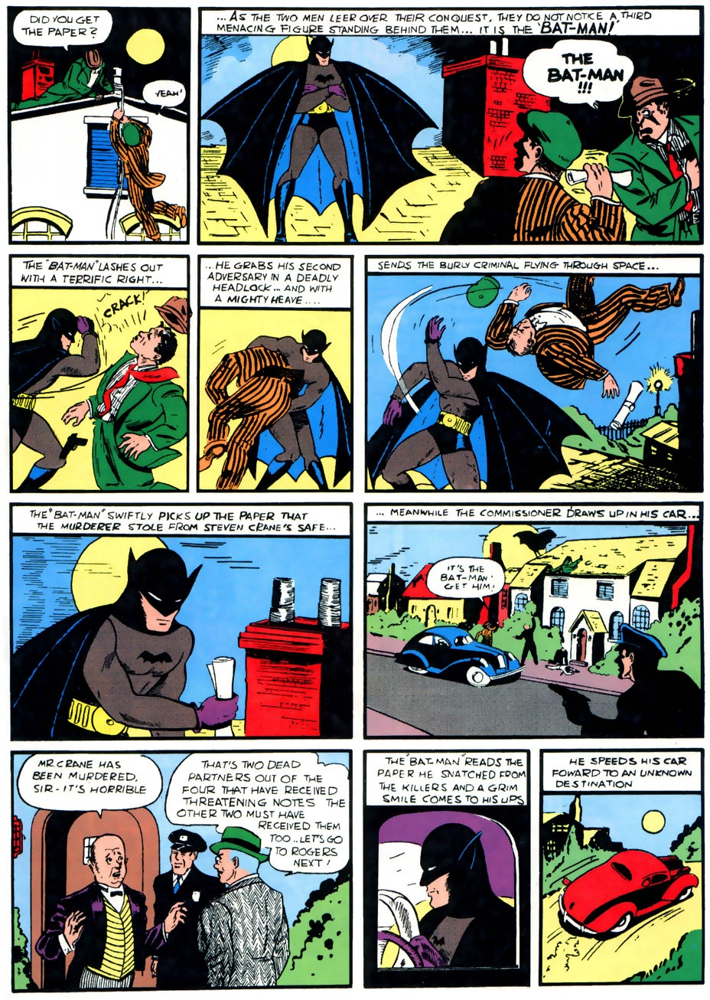 DID YOU GET
THE PAPER?
YEAH!
...AS THE TWO MEN LEER OVER THEIR CONQUEST, THEY DO NOT NOTICE A THIRD
MENACING FIGURE STANDING BEHIND THEM... IT IS THE "BAT-MAN!"
THE
BAT-MAN
!!!
THE "BAT-MAN" LASHES OUT
WITH A TERRIFIC RIGHT...
CRACK!
...HE GRABS HIS SECOND
ADVERSARY IN A DEADLY
HEADLOCK... AND WITH
A MIGHTY HEAVE....
SENDS THE BURLY CRIMINAL FLYING THROUGH SPACE...
THE "BAT-MAN" SWIFTLY PICKS UP THE PAPER THAT
THE MURDERER STOLE FROM STEVEN CRANE'S SAFE...
... MEANWHILE THE COMMISSIONER DRAWS UP IN HIS CAR...
IT'S THE
BAT-MAN!
GET HIM!
MR. CRANE HAS
BEEN MURDERED,
SIR - IT'S HORRIBLE
THAT'S TWO DEAD
PARTNERS OUT OF THE
FOUR THAT HAVE RECEIVED
THREATENING NOTES THE
OTHER TWO MUST HAVE
RECEIVED THEM
TOO...LET'S GO
TO ROGERS
NEXT!
THE "BAT-MAN" READS THE
PAPER HE SNATCHED FROM
THE KILLERS AND A GRIM
SMILE COMES TO HIS LIPS
HE SPEEDS HIS CAR
FOWARD TO AN UNKNOWN
DESTINATION